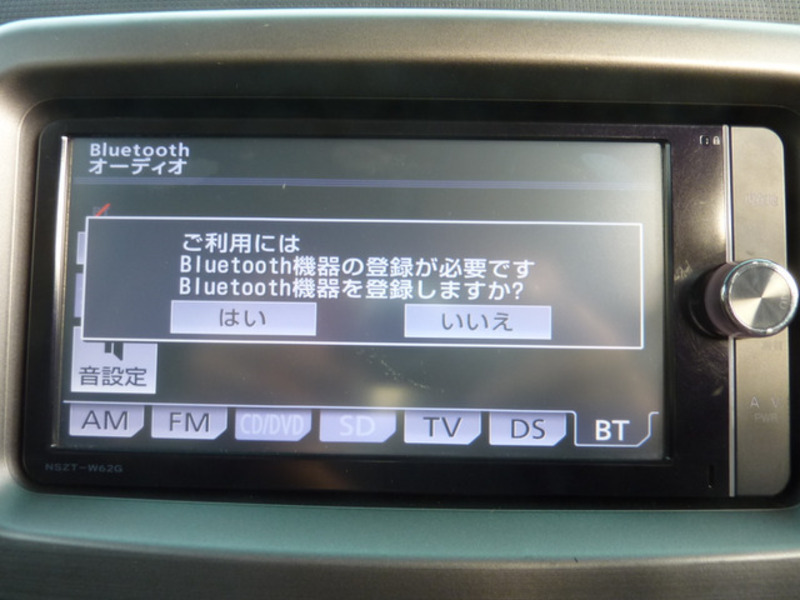 Bluetooth
オーディオ
ご利用には
Bluetooth機器の登録が必要です
Bluetooth機器を登録しますか?
はい
いいえ
音設定
AM
FM
CD/DVD
SD
TV
DS
BT
NSZT-W62G
A V
PWR